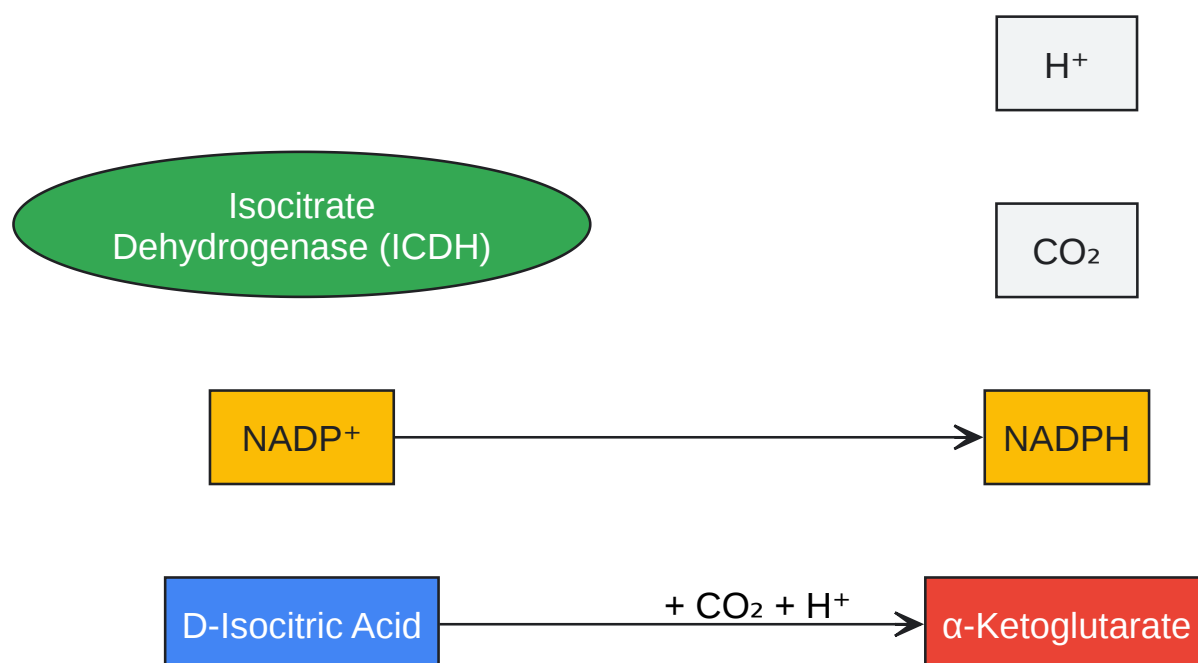 H⁺
Isocitrate
Dehydrogenase (ICDH)
CO₂
NADP⁺
NADPH
D-Isocitric Acid
+ CO₂ + H⁺
α-Ketoglutarate